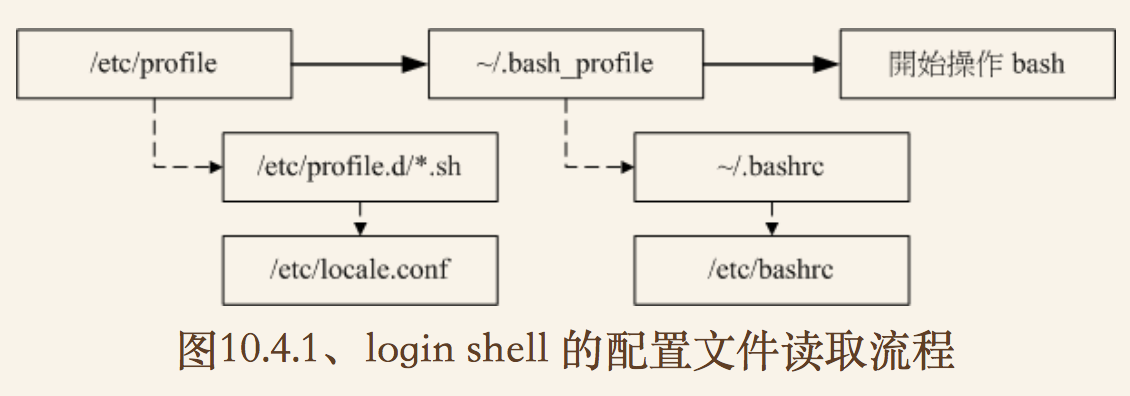 /etc/profile
~/.bash_profile
開始操作 bash
/etc/profile.d/*.sh
~/.bashrc
/etc/locale.conf
/etc/bashrc
图10.4.1、login shell 的配置文件读取流程